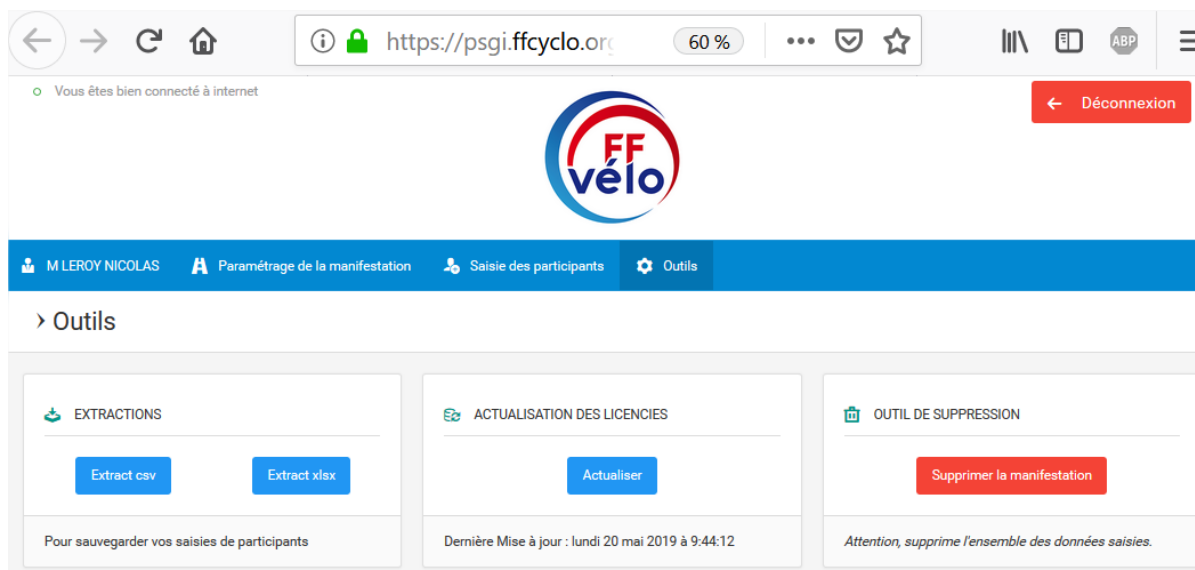 https://psgi.ffcyclo.org
60 %
ABP
Vous êtes bien connecté à internet
Déconnexion
FF
vélo
M LEROY NICOLAS Paramétrage de la manifestation Saisie des participants Outils
Outils
EXTRACTIONS
Extract csv Extract xlsx
Pour sauvegarder vos saisies de participants
ACTUALISATION DES LICENCIES
Actualiser
Dernière Mise à jour : lundi 20 mai 2019 à 9:44:12
OUTIL DE SUPPRESSION
Supprimer la manifestation
Attention, supprime l'ensemble des données saisies.